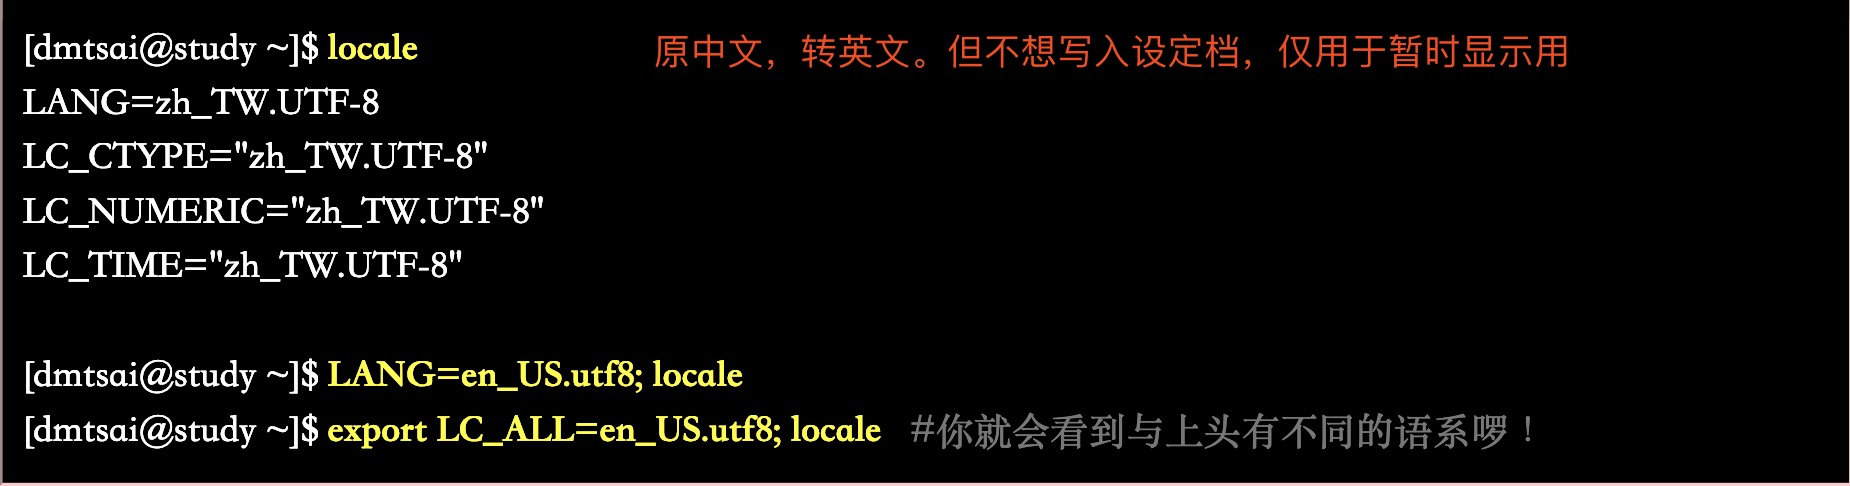 [dmtsai@study ~]$ locale 原中文，转英文。但不想写入设定档，仅用于暂时显示用
LANG=zh_TW.UTF-8
LC_CTYPE="zh_TW.UTF-8"
LC_NUMERIC="zh_TW.UTF-8"
LC_TIME="zh_TW.UTF-8"
[dmtsai@study ~]$ LANG=en_US.utf8; locale
[dmtsai@study ~]$ export LC_ALL=en_US.utf8; locale #你就会看到与上头有不同的语系啰！